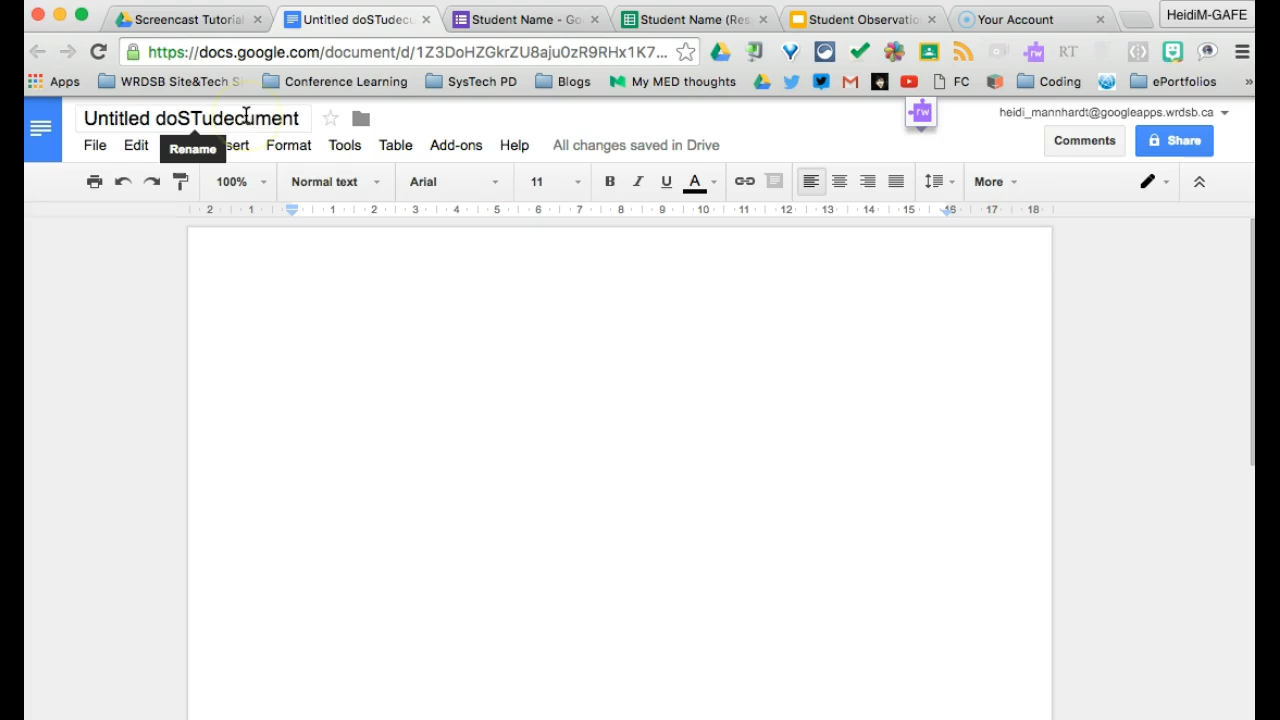 Screencast Tutorial
Untitled doSTudecu
Student Name - Go
Student Name (Res
Student Observatio
Your Account
HeidiM-GAFE
https://docs.google.com/document/d/1Z3DoHZGkrZU8aju0zR9RHx1K7...
RT
Apps
WRDSB Site&Tech S
Conference Learning
SysTech PD
Blogs
My MED thoughts
FC
Coding
ePortfolios
»
Untitled doSTudecument
rw
heidi_mannhardt@googleapps.wrdsb.ca
File Edit sert Format Tools Table Add-ons Help All changes saved in Drive
Rename
Comments
Share
100% Normal text Arial 11 B I U A More
2 1 1 2 3 4 5 6 7 8 9 10 11 12 13 14 15 16 17 18